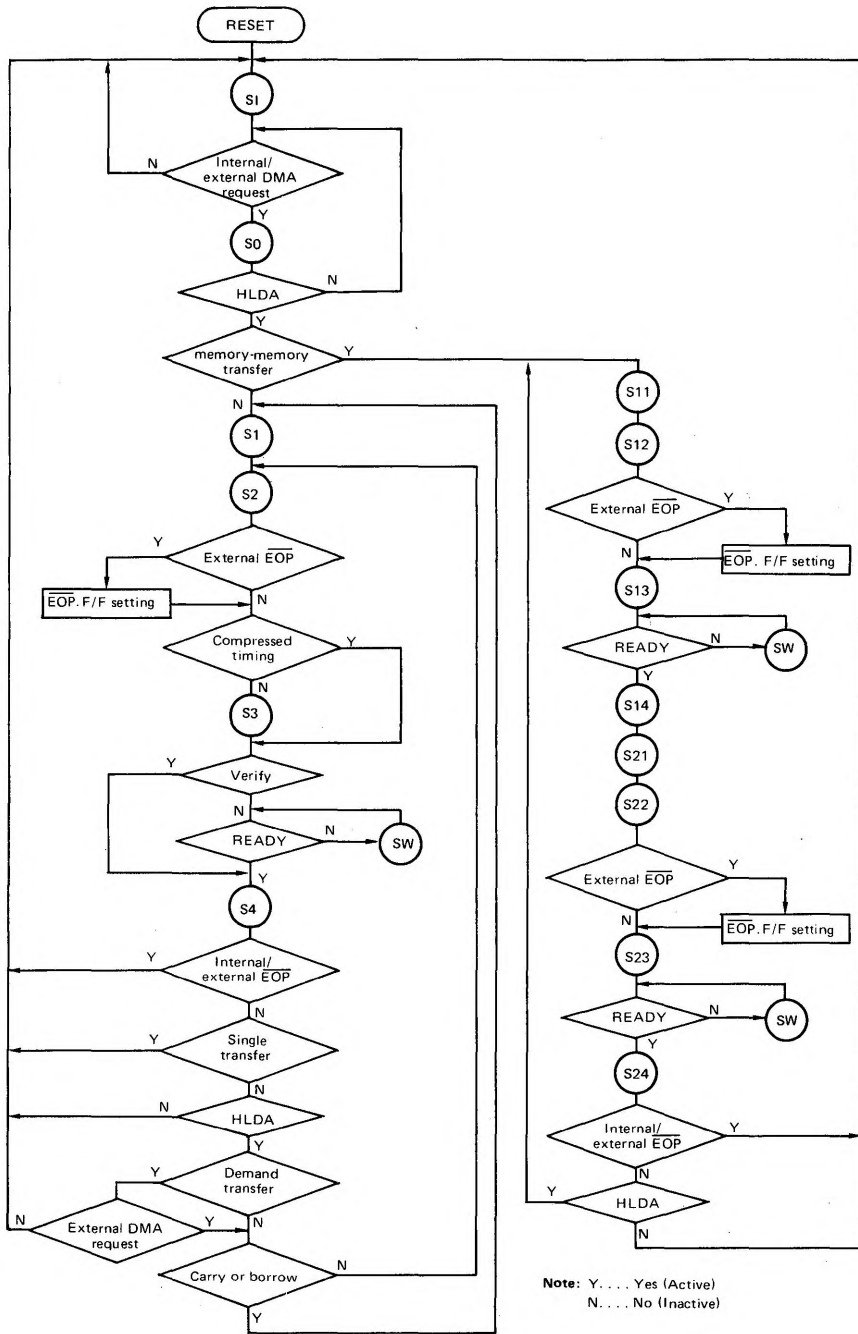 RESET
SI
Internal/
external DMA
request
N
Y
S0
HLDA
N
Y
memory-memory
transfer
Y
N
S1
S2
External EOP
Y
N
EOP. F/F setting
Compressed
timing
Y
N
S3
Verify
Y
N
READY
N
SW
Y
S4
Internal/
external EOP
Y
N
Single
transfer
Y
N
HLDA
N
Y
Demand
transfer
Y
N
External DMA
request
N
Y
Carry or borrow
N
Y
S11
S12
External EOP
Y
N
EOP. F/F setting
S13
READY
N
SW
Y
S14
S21
S22
External EOP
Y
N
EOP. F/F setting
S23
READY
N
SW
Y
S24
Internal/
external EOP
Y
N
HLDA
Y
N
Note: Y.... Yes (Active)
N.... No (Inactive)